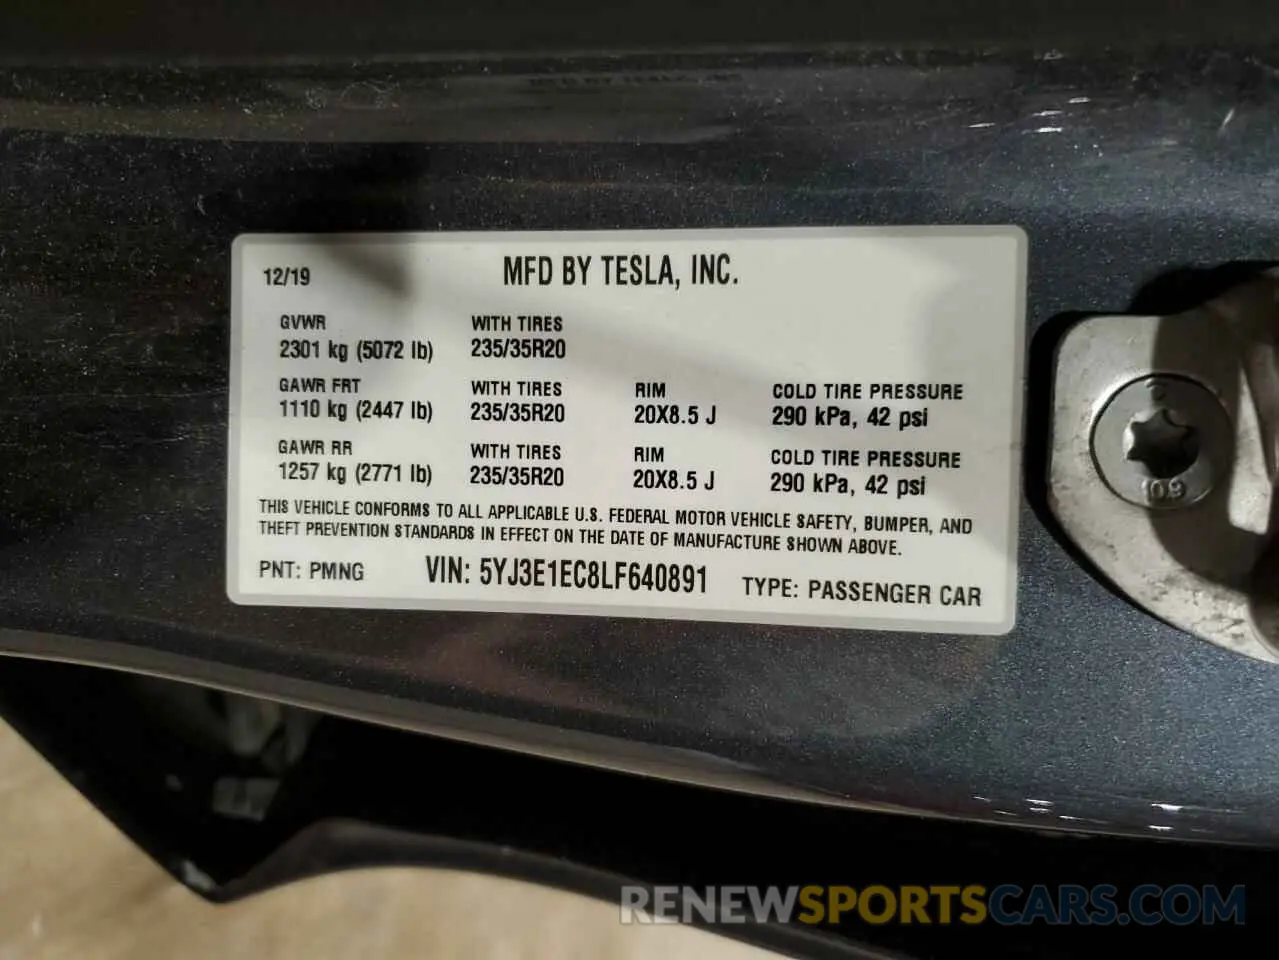 12/19 MFD BY TESLA, INC.
GVWR WITH TIRES
2301 kg (5072 lb) 235/35R20
GAWR FRT WITH TIRES RIM COLD TIRE PRESSURE
1110 kg (2447 lb) 235/35R20 20X8.5 J 290 kPa, 42 psi
GAWR RR WITH TIRES RIM COLD TIRE PRESSURE
1257 kg (2771 lb) 235/35R20 20X8.5 J 290 kPa, 42 psi
THIS VEHICLE CONFORMS TO ALL APPLICABLE U.S. FEDERAL MOTOR VEHICLE SAFETY, BUMPER, AND
THEFT PREVENTION STANDARDS IN EFFECT ON THE DATE OF MANUFACTURE SHOWN ABOVE.
PNT: PMNG VIN: 5YJ3E1EC8LF640891 TYPE: PASSENGER CAR
10.9
RENEWSPORTSCARS.COM